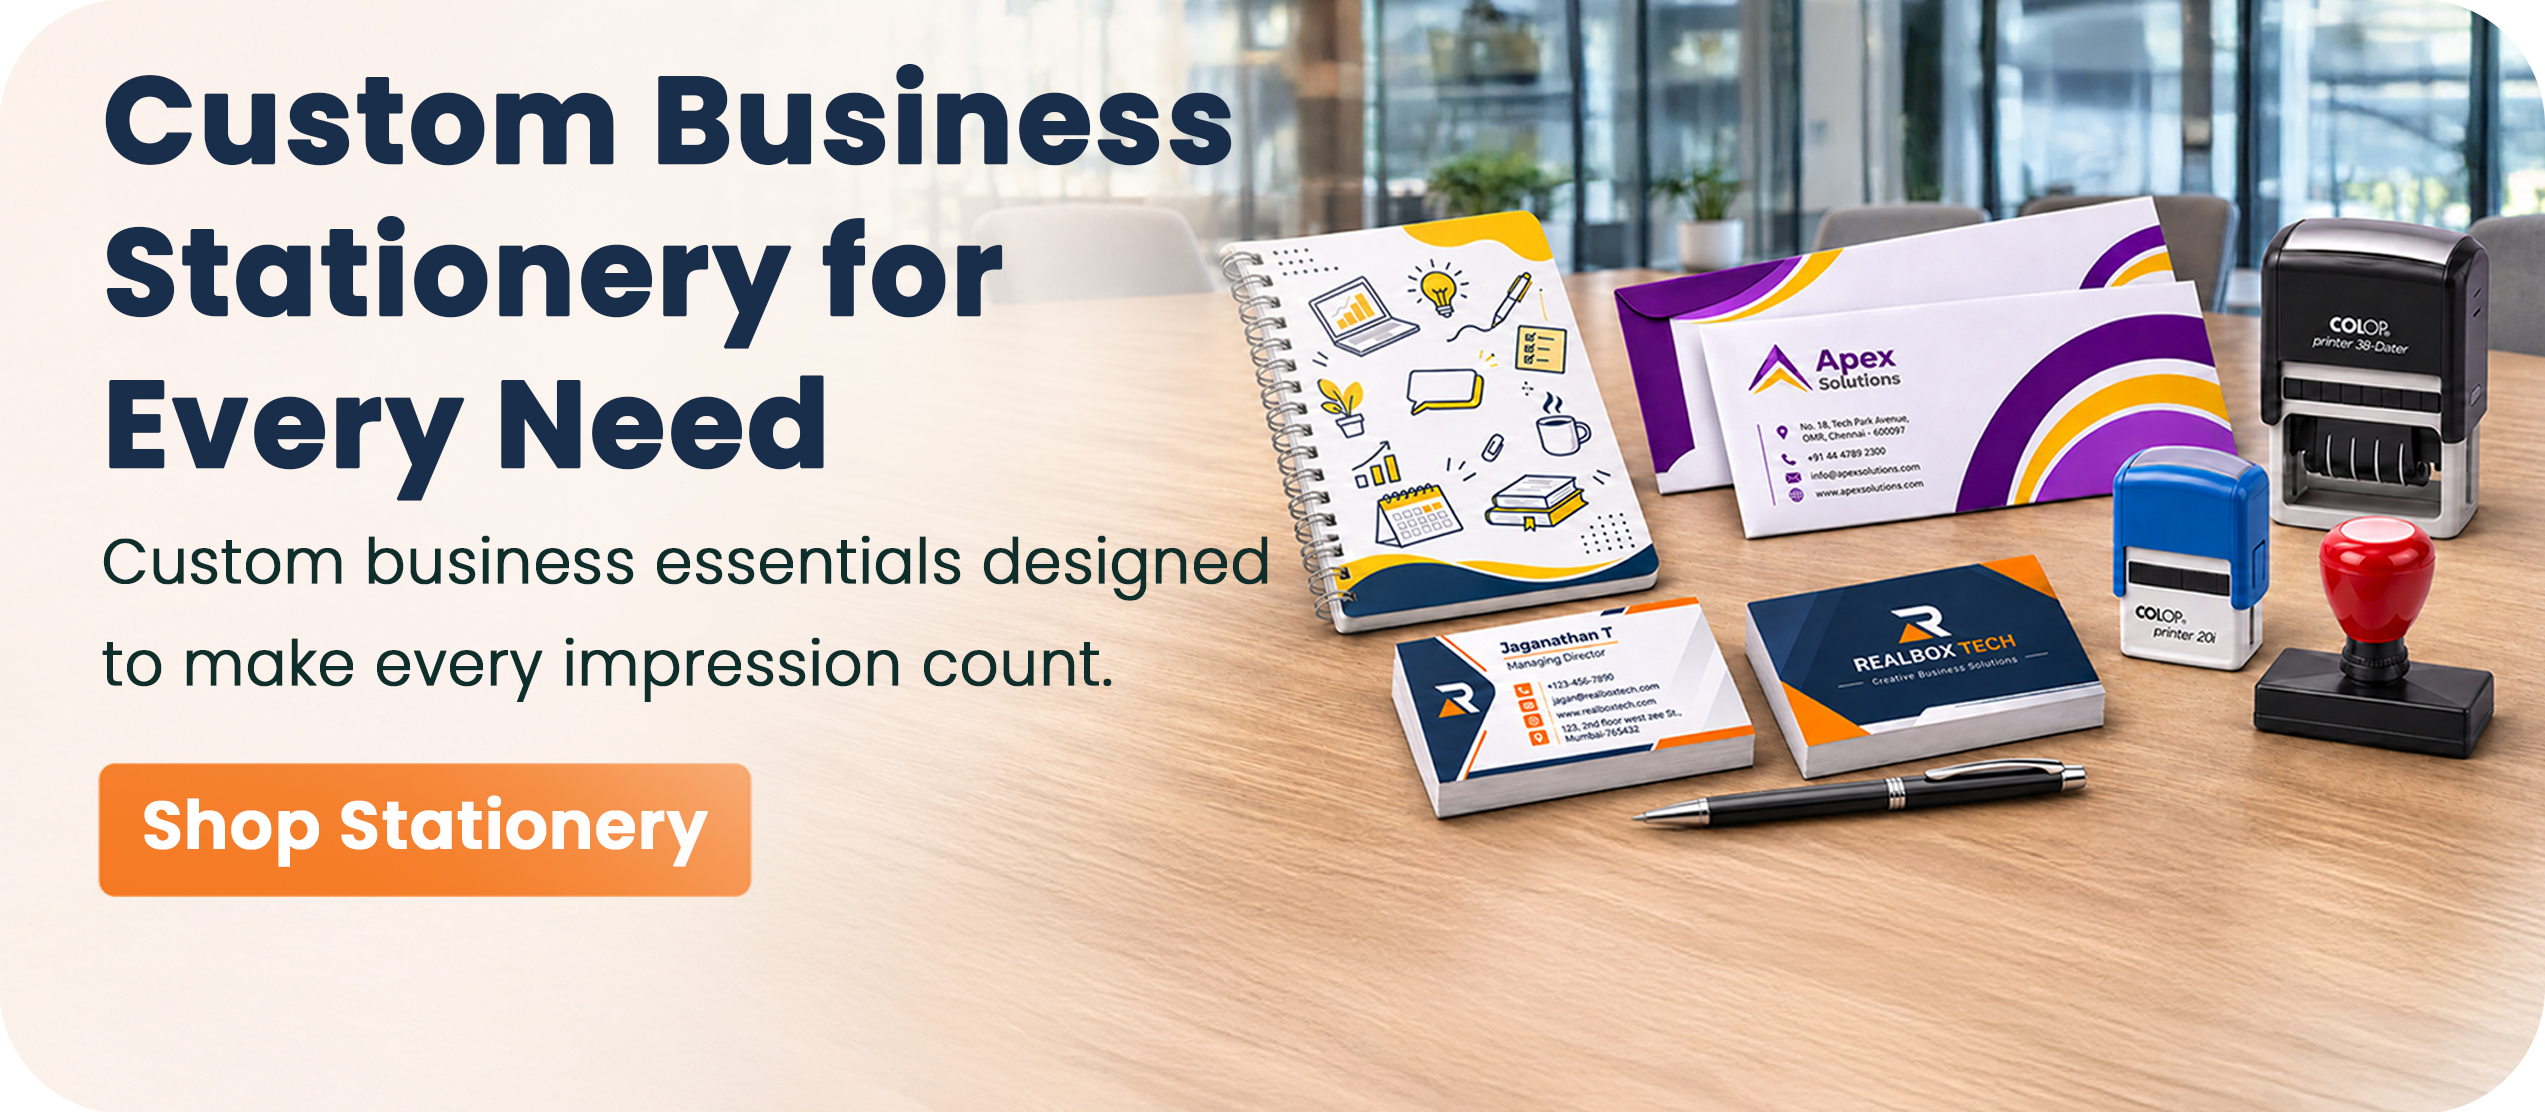 Custom Business
Stationery for
Every Need
Custom business essentials designed
to make every impression count.
Shop Stationery
Apex
Solutions
No. 18, Tech Park Avenue,
OMR, Chennai - 600097
+91 44 4789 2300
info@apexsolutions.com
www.apexsolutions.com
COLOP
printer 38-Dater
COLOP
printer 20i
Jaganathan T
Managing Director
+123-456-7890
jagan@realboxtech.com
www.realboxtech.com
123, 2nd floor west zee St.,
Mumbai-765432
REALBOX TECH
Creative Business Solutions